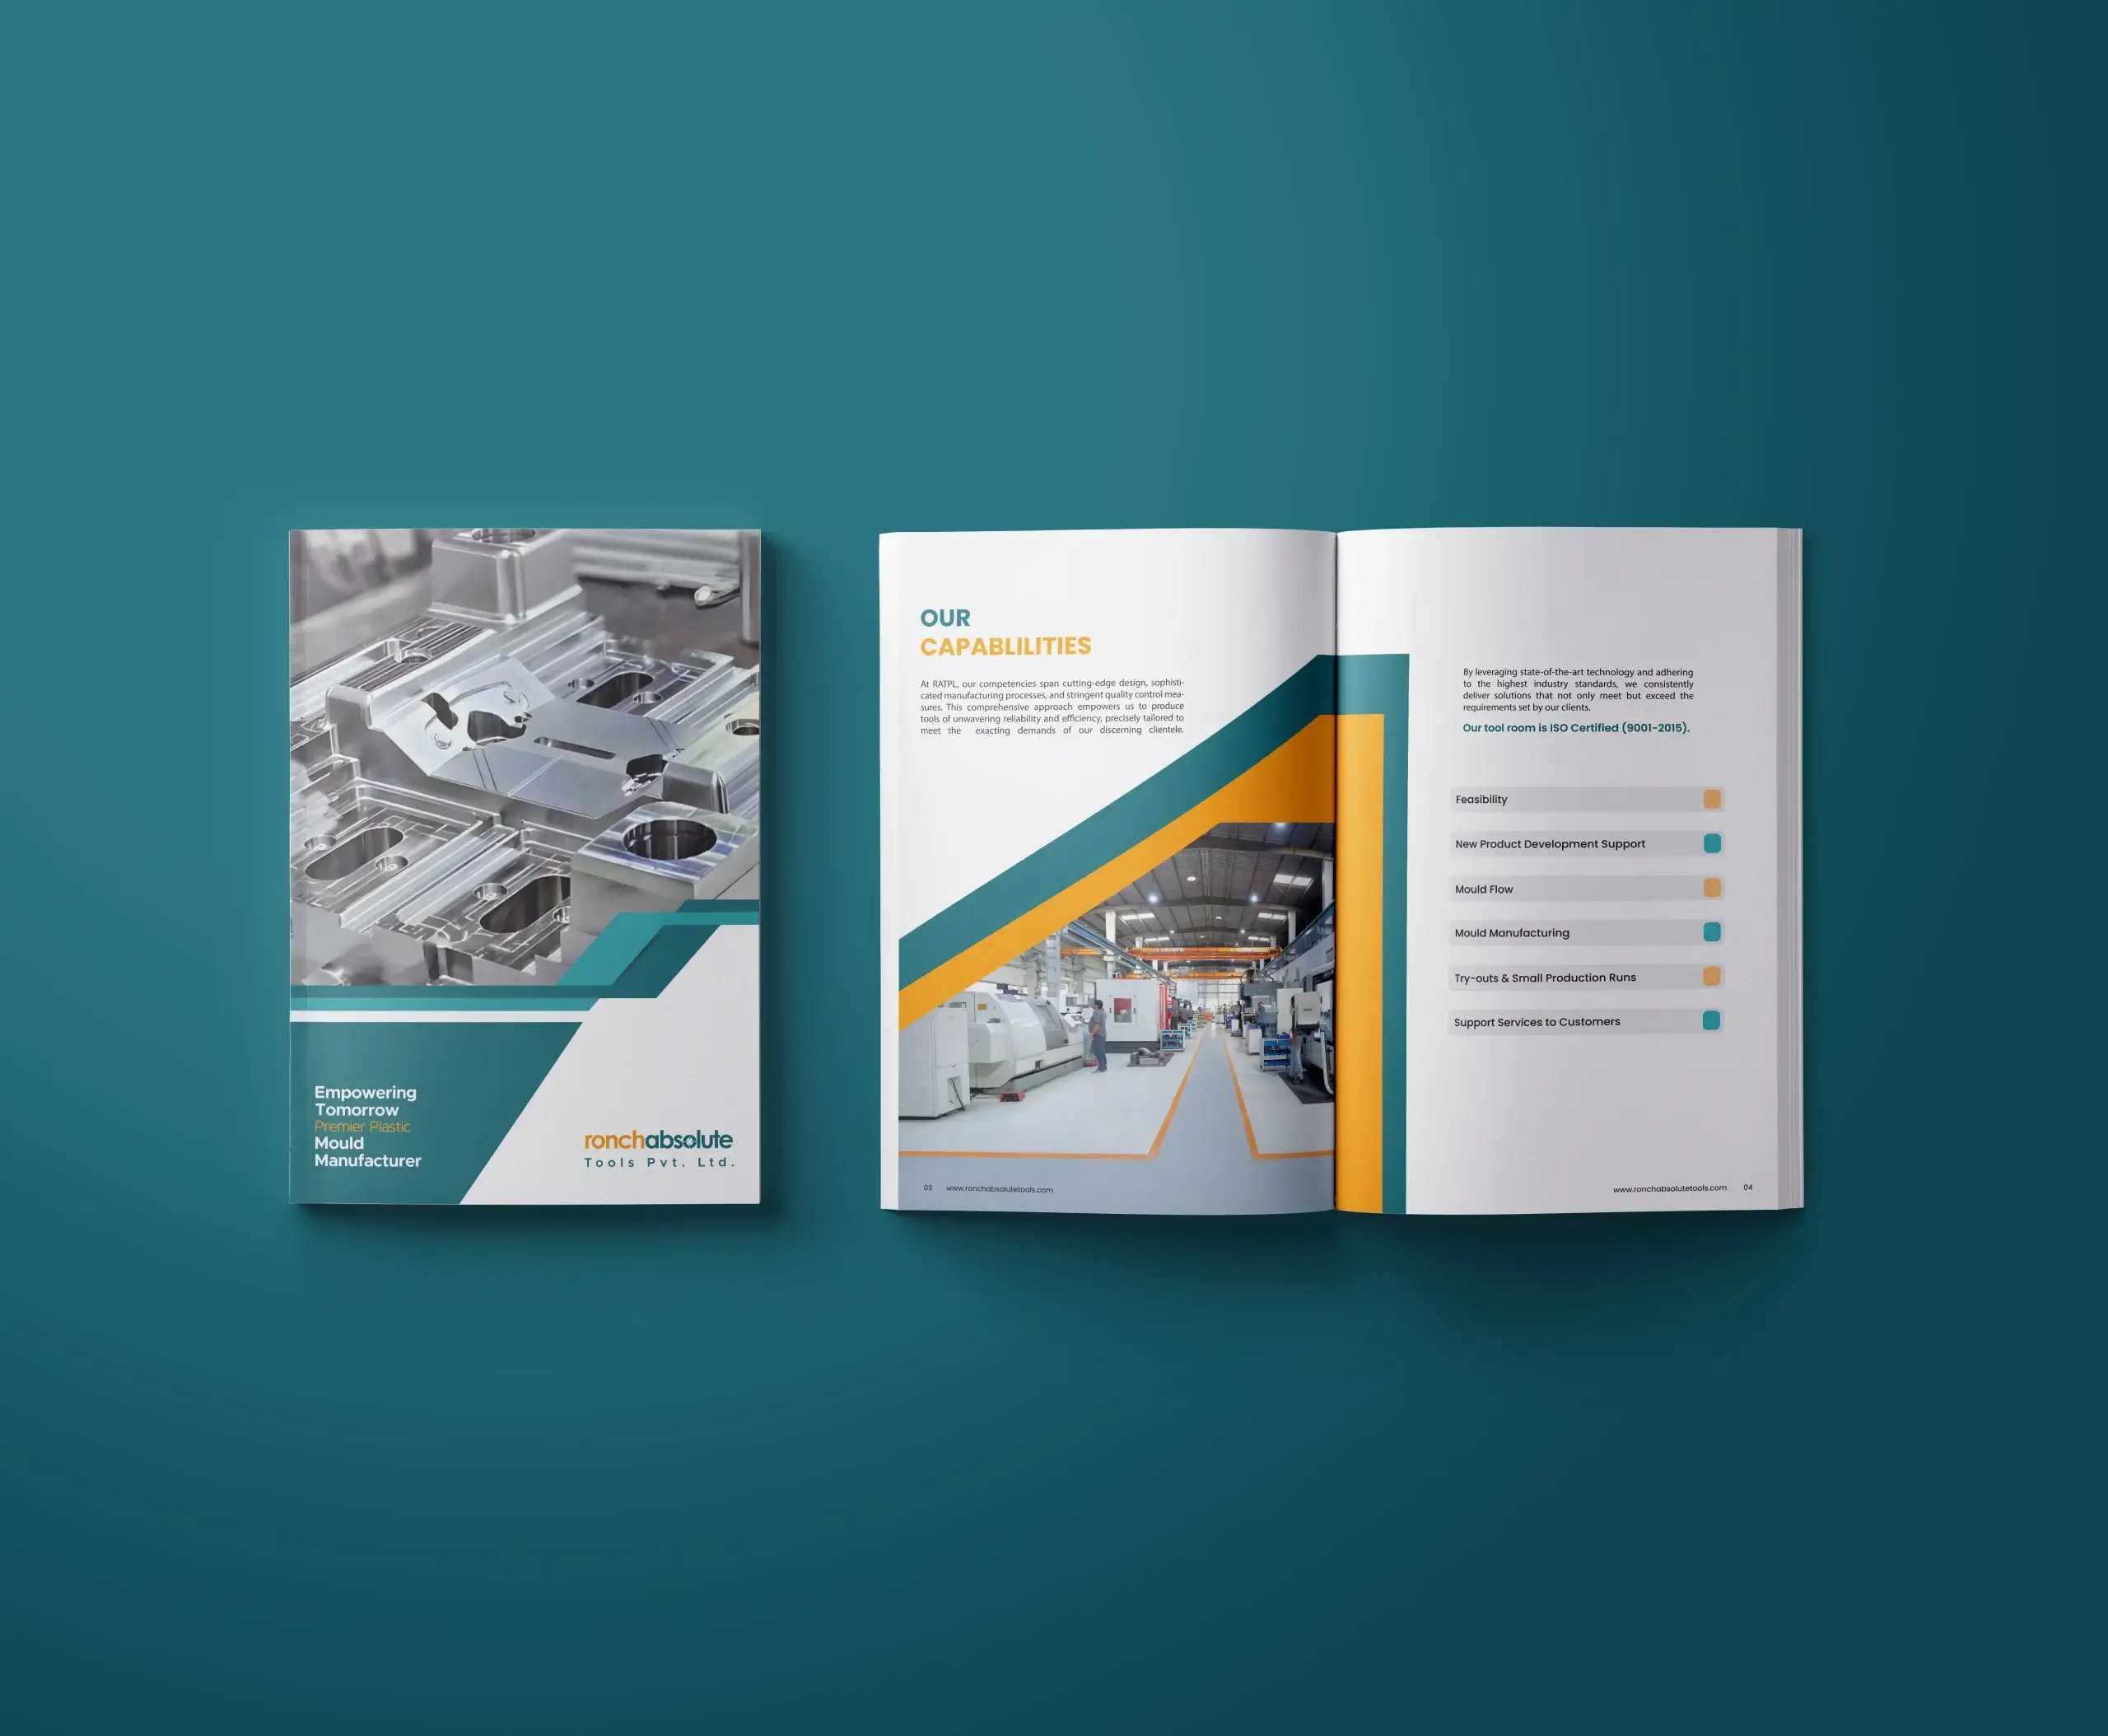 Empowering
Tomorrow
Premier Plastic
Mould
Manufacturer
ronchabsolute
Tools Pvt. Ltd.
OUR
CAPABLILITIES
At RATPL, our competencies span cutting-edge design, sophisti-
cated manufacturing processes, and stringent quality control mea-
sures. This comprehensive approach empowers us to produce
tools of unwavering reliability and efficiency, precisely tailored to
meet the exacting demands of our discerning clientele.
03 www.ronchabsolutetools.com
By leveraging state-of-the-art technology and adhering
to the highest industry standards, we consistently
deliver solutions that not only meet but exceed the
requirements set by our clients.
Our tool room is ISO Certified (9001-2015).
Feasibility
New Product Development Support
Mould Flow
Mould Manufacturing
Try-outs & Small Production Runs
Support Services to Customers
www.ronchabsolutetools.com 04